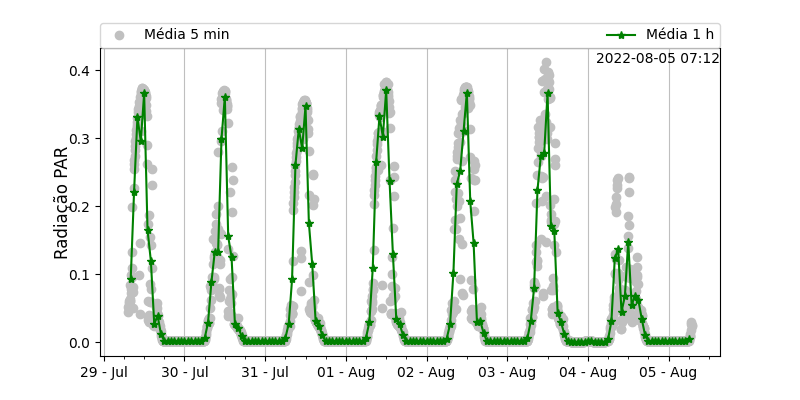 Média 5 min
Média 1 h
2022-08-05 07:12
Radiação PAR
0.4
0.3
0.2
0.1
0.0
29 - Jul
30 - Jul
31 - Jul
01 - Aug
02 - Aug
03 - Aug
04 - Aug
05 - Aug